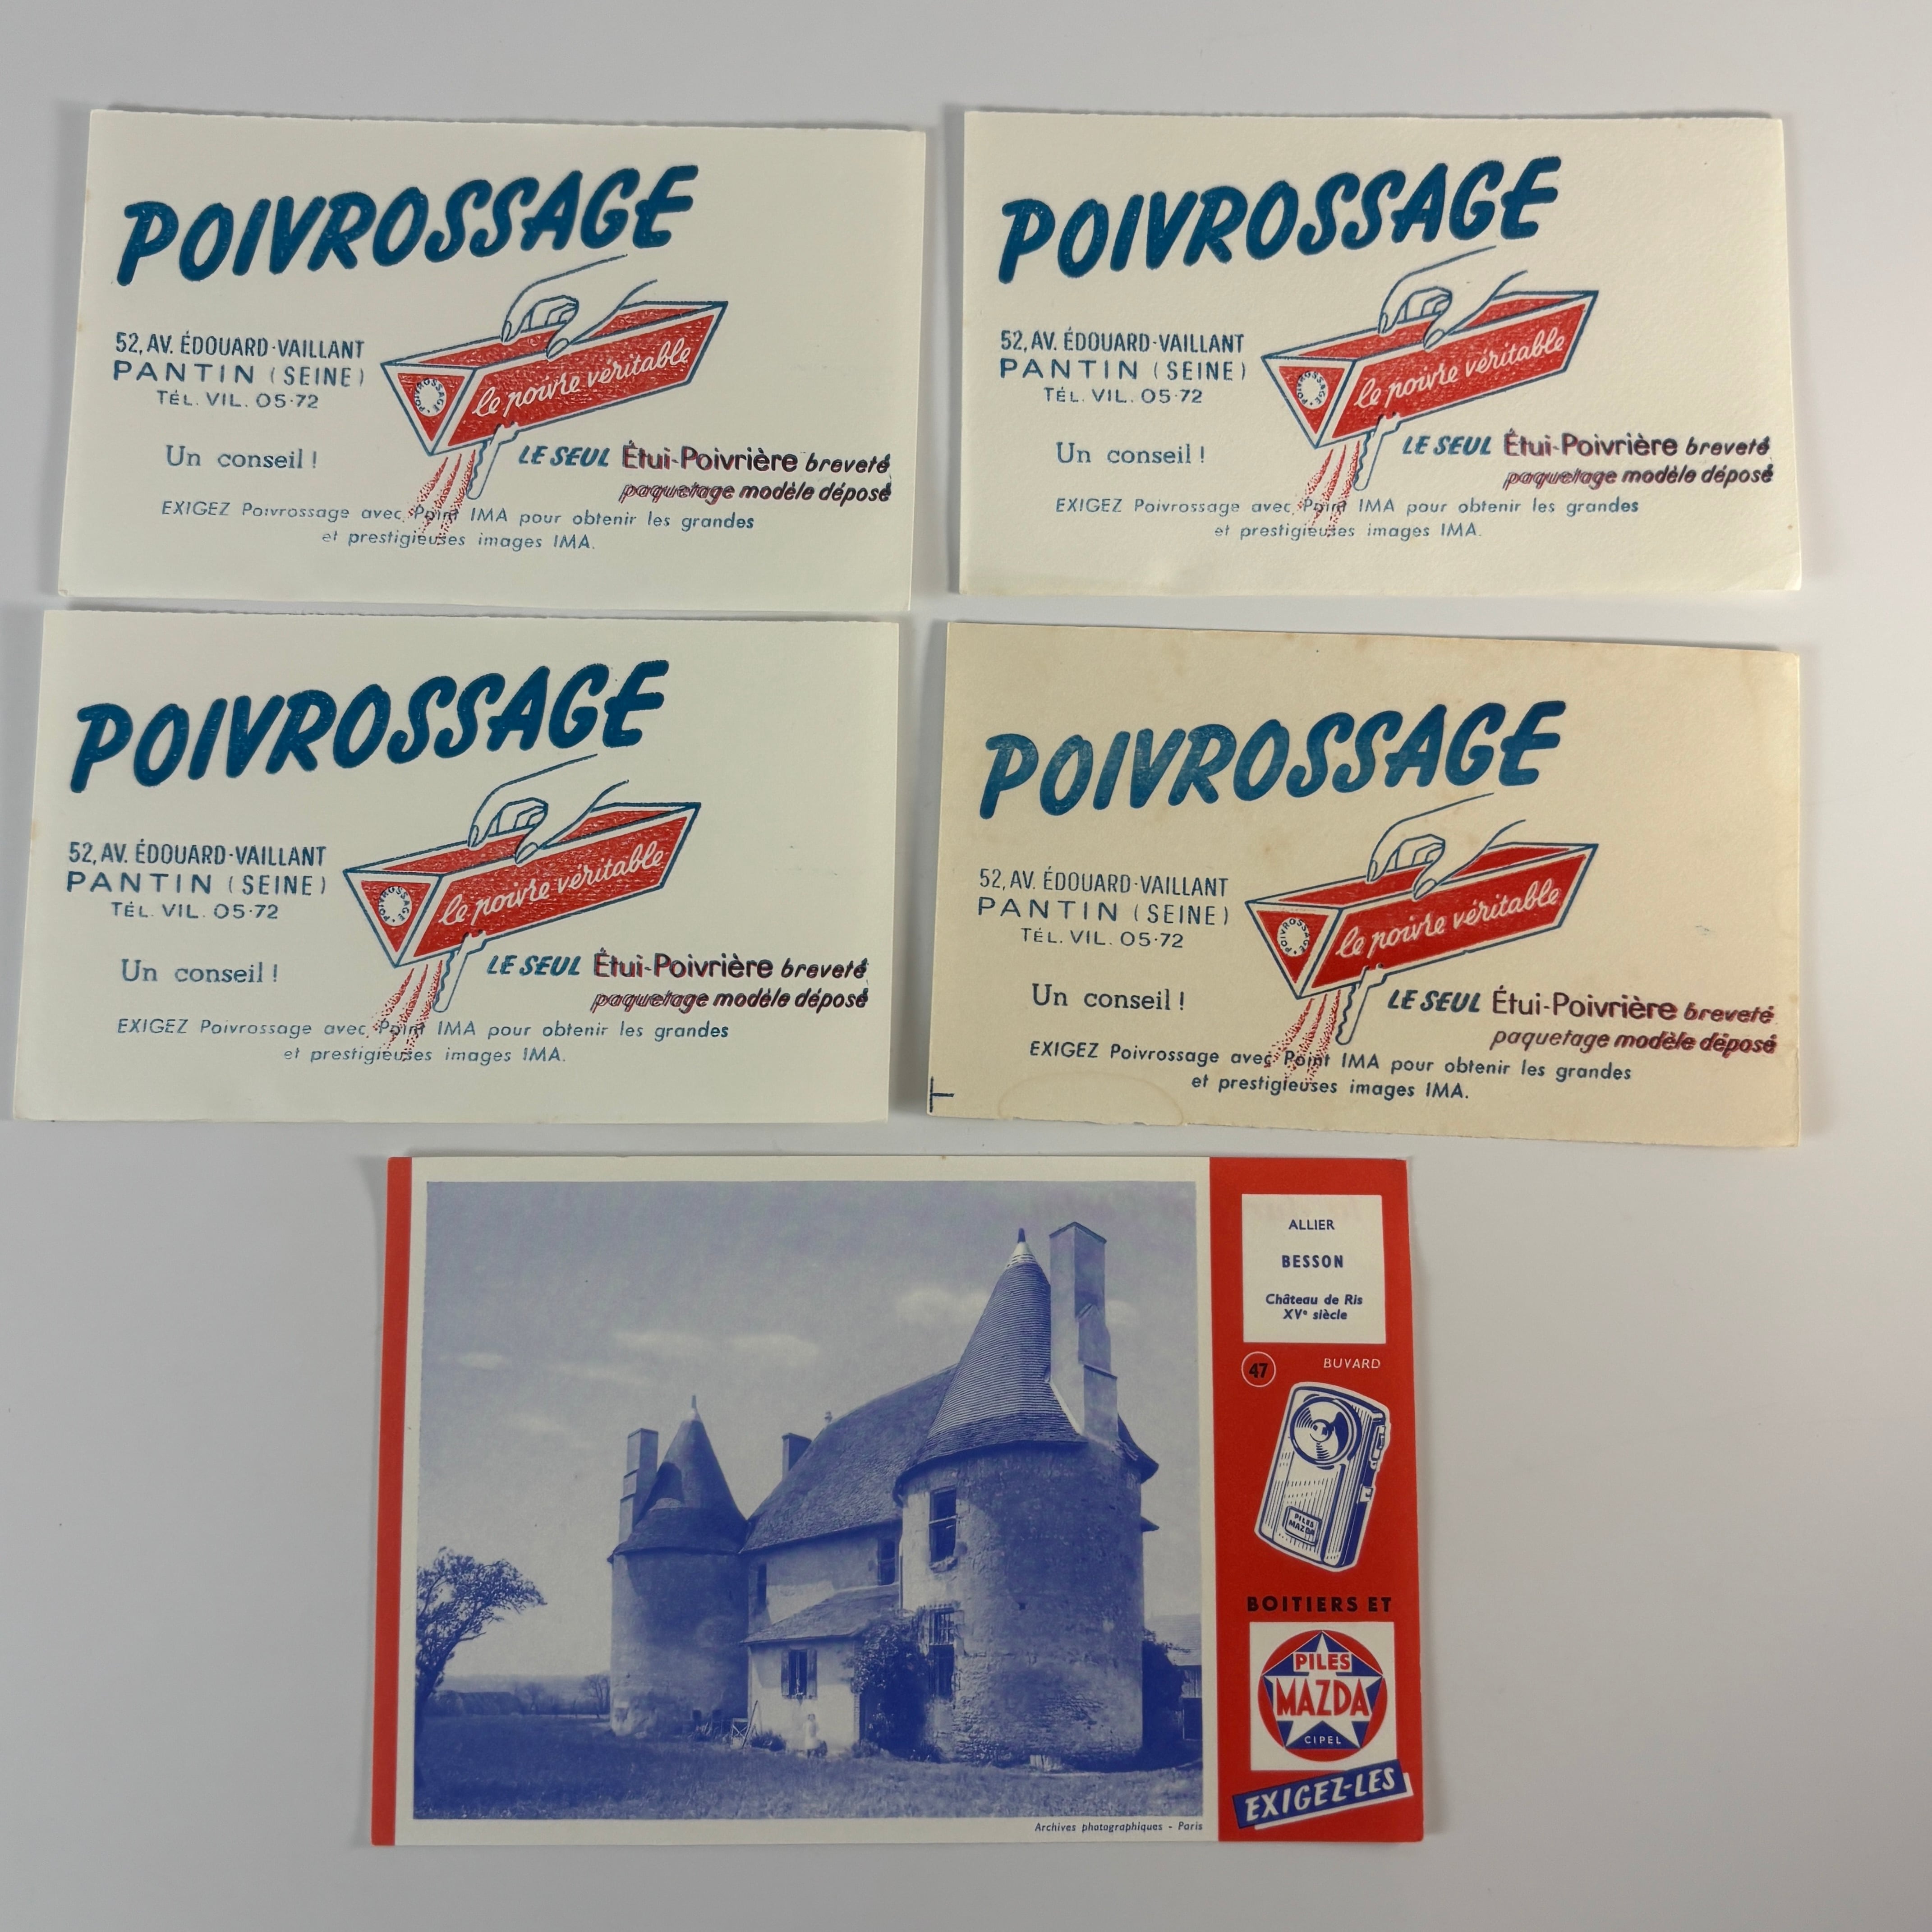 POIVROSSAGE
52, AV. ÉDOUARD-VAILLANT
PANTIN (SEINE)
TÉL. VIL. 05-72
POIVROSSAGE
le poivre véritable
Un conseil !
LE SEUL Étui-Poivrière breveté
paquetage modèle déposé
EXIGEZ Poivrossage avec Point IMA pour obtenir les grandes
et prestigieuses images IMA.
POIVROSSAGE
52, AV. ÉDOUARD-VAILLANT
PANTIN (SEINE)
TÉL. VIL. 05-72
POIVROSSAGE
le poivre véritable
Un conseil !
LE SEUL Étui-Poivrière breveté
paquetage modèle déposé
EXIGEZ Poivrossage avec Point IMA pour obtenir les grandes
et prestigieuses images IMA.
POIVROSSAGE
52, AV. ÉDOUARD-VAILLANT
PANTIN (SEINE)
TÉL. VIL. 05-72
POIVROSSAGE
le poivre véritable
Un conseil !
LE SEUL Étui-Poivrière breveté
paquetage modèle déposé
EXIGEZ Poivrossage avec Point IMA pour obtenir les grandes
et prestigieuses images IMA.
POIVROSSAGE
52, AV. ÉDOUARD-VAILLANT
PANTIN (SEINE)
TÉL. VIL. 05-72
POIVROSSAGE
le poivre véritable
Un conseil !
LE SEUL Étui-Poivrière breveté
paquetage modèle déposé
EXIGEZ Poivrossage avec Point IMA pour obtenir les grandes
et prestigieuses images IMA.
ALLIER
BESSON
Château de Ris
XVe siècle
47 BUVARD
PILES
MAZDA
BOITIERS ET
PILES
MAZDA
CIPEL
EXIGEZ-LES
Archives photographiques - Paris